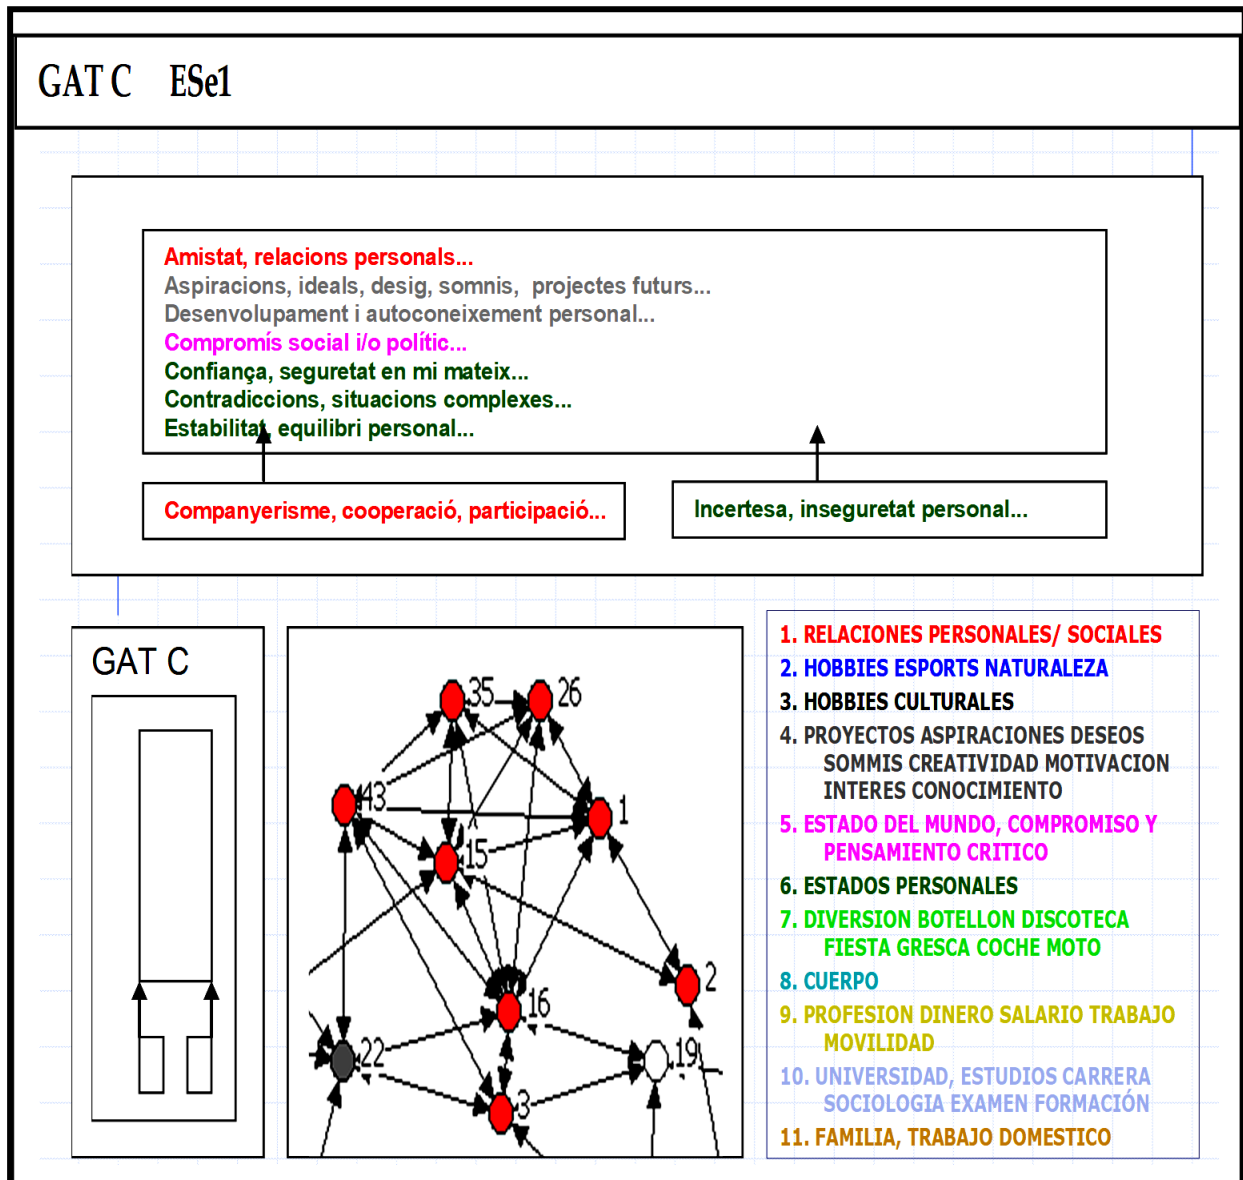 GAT C ESe1
Amistat, relacions personals...
Aspiracions, ideals, desig, somnis, projectes futurs...
Desenvolupament i autoconeixement personal...
Compromís social i/o polític...
Confiança, seguretat en mi mateix...
Contradiccions, situacions complexes...
Estabilitat, equilibri personal...
Companyerisme, cooperació, participació...
Incertesa, inseguretat personal...
GAT C
35
26
43
1
15
2
16
22
19
3
1. RELACIONES PERSONALES/ SOCIALES
2. HOBBIES ESPORTS NATURALEZA
3. HOBBIES CULTURALES
4. PROYECTOS ASPIRACIONES DESEOS
SOMMIS CREATIVIDAD MOTIVACION
INTERES CONOCIMIENTO
5. ESTADO DEL MUNDO, COMPROMISO Y
PENSAMIENTO CRITICO
6. ESTADOS PERSONALES
7. DIVERSION BOTELLON DISCOTECA
FIESTA GRESCA COCHE MOTO
8. CUERPO
9. PROFESION DINERO SALARIO TRABAJO
MOVILIDAD
10. UNIVERSIDAD, ESTUDIOS CARRERA
SOCIOLOGIA EXAMEN FORMACIÓN
11. FAMILIA, TRABAJO DOMESTICO